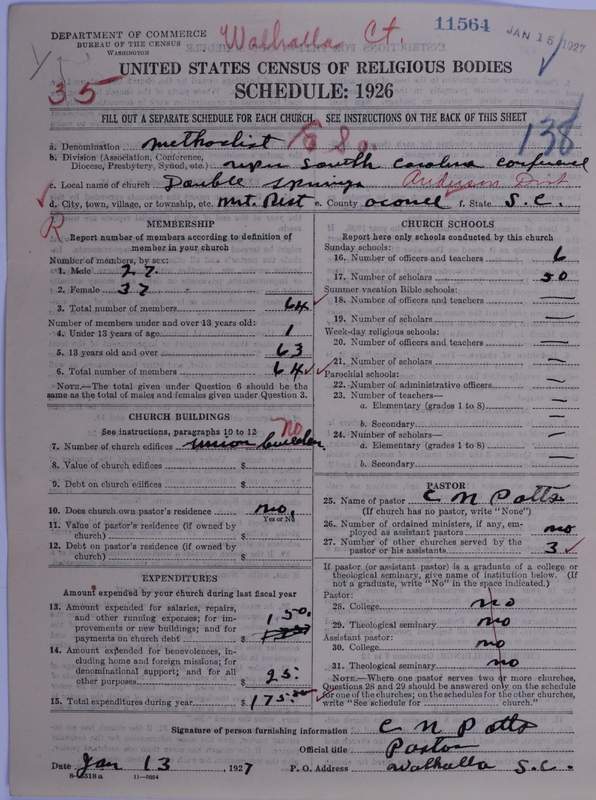 DEPARTMENT OF COMMERCE
BUREAU OF THE CENSUS
WASHINGTON
Walhalla Ct.
11564
JAN 15 1927
35
UNITED STATES CENSUS OF RELIGIOUS BODIES
SCHEDULE: 1926
FILL OUT A SEPARATE SCHEDULE FOR EACH CHURCH. SEE INSTRUCTIONS ON THE BACK OF THIS SHEET
138
a. Denomination Methodist E So.
b. Division (Association, Conference, Diocese, Presbytery, Synod, etc.) uper South Carolina Conference
c. Local name of church Double Springs Anderson Dist
d. City, town, village, or township, etc. Mt. Rest e. County Oconee f. State S.C.
R
MEMBERSHIP
Report number of members according to definition of member in your church
Number of members, by sex:
1. Male 27.
2. Female 37
3. Total number of members 64
Number of members under and over 13 years old:
4. Under 13 years of age 1
5. 13 years old and over 63
6. Total number of members 64
NOTE.—The total given under Question 6 should be the same as the total of males and females given under Question 3.
CHURCH BUILDINGS
See instructions, paragraphs 10 to 12 no
7. Number of church edifices union builden
8. Value of church edifices $
9. Debt on church edifices $
10. Does church own pastor's residence no.
Yes or No
11. Value of pastor's residence (if owned by church) $
12. Debt on pastor's residence (if owned by church) $
EXPENDITURES
Amount expended by your church during last fiscal year
13. Amount expended for salaries, repairs, and other running expenses; for improvements or new buildings; and for payments on church debt $ 150.
14. Amount expended for benevolences, including home and foreign missions; for denominational support; and for all other purposes $ 25:
15. Total expenditures during year $ 175.00
CHURCH SCHOOLS
Report here only schools conducted by this church
Sunday schools:
16. Number of officers and teachers 6
17. Number of scholars 50
Summer vacation Bible schools:
18. Number of officers and teachers —
19. Number of scholars —
Week-day religious schools:
20. Number of officers and teachers —
21. Number of scholars —
Parochial schools:
22. Number of administrative officers —
23. Number of teachers—
a. Elementary (grades 1 to 8) —
b. Secondary —
24. Number of scholars—
a. Elementary (grades 1 to 8) —
b. Secondary —
PASTOR
25. Name of pastor C N Potts
(If church has no pastor, write "None")
26. Number of ordained ministers, if any, employed as assistant pastors no
27. Number of other churches served by the pastor or his assistants 3
If pastor (or assistant pastor) is a graduate of a college or theological seminary, give name of institution below. (If not a graduate, write "No" in the space indicated.)
Pastor:
28. College no
29. Theological seminary no
Assistant pastor:
30. College no
31. Theological seminary no
NOTE.—Where one pastor serves two or more churches, Questions 28 and 29 should be answered only on the schedule for one of the churches; on the schedules for the other churches, write "See schedule for church."
Signature of person furnishing information C N Potts
Official title Pastor
Date Jan 13, 1927 P. O. Address Walhalla S.C.
8-6318 a 11-9054